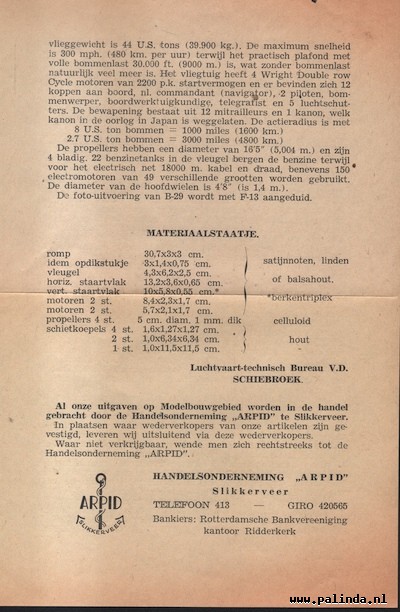 vlieggewicht is 44 U.S. tons (39.900 kg.). De maximum snelheid
is 300 mph. (480 km. per uur) terwijl het practisch plafond met
volle bommenlast 30.000 ft. (9000 m.) is, wat zonder bommenlast
natuurlijk veel meer is. Het vliegtuig heeft 4 Wright Double row
Cycle motoren van 2200 p.k. startvermogen and er bevinden zich 12
koppen aan boord, nl. commandant (navigator), 2 piloten, bom-
menwerper, boordwerktuigkundige, telegrafist en 5 luchtschut-
ters. De bewapening bestaat uit 12 mitrailleurs en 1 kanon, welk
kanon in de oorlog in Japan is weggelaten. De actieradius is met
8 U.S. ton bommen = 1000 miles (1600 km.)
2,7 U.S. ton bommen = 3000 miles (4800 km.)
De propellers hebben een diameter van 16'5" (5,004 m.) en zijn
4 bladig. 22 benzinetanks in de vleugel bergen de benzine terwijl
voor het electrisch net 18000 m. kabel en draad, benevens 150
electromotoren van 49 verschillende grootten worden gebruikt.
De diameter van de hoofdwielen is 4'8" (is 1,4 m.).
De foto-uitvoering van B-29 wordt met F-13 aangeduid.
MATERIAALSTAATJE.
romp 30,7x3x3 cm.
idem opdikstukje 3x1,4x0,75 cm. satijnnoten, linden
vleugel 4,3x6,2x2,5 cm.
horiz. staartvlak 13,2x3,6x0,65 cm. of balsahout.
vert. staartvlak 10x5,8x0,55 cm.*
motoren 2 st. 8,4x2,3x1,7 cm. *berkentriplex
motoren 2 st. 5,7x2,1x1,7 cm.
propellers 4 st. 5 cm. diam. 1 mm. dik celluloid
schietkoepels 4 st. 1,6x1,27x1,27 cm.
2 st. 1,0x6,34x6,34 cm. hout
1 st. 1,0x11,5x11,5 cm.
Luchtvaart-technisch Bureau V.D.
SCHIEBROEK.
Al onze uitgaven op Modelbouwgebied worden in de handel
gebracht door de Handelsonderneming „ARPID" te Slikkerveer.
In plaatsen waar wederverkopers van onze artikelen zijn ge-
vestigd, leveren wij uitsluitend via deze wederverkopers.
Waar niet verkrijgbaar, wende men zich rechtstreeks tot de
Handelsonderneming „ARPID".
ARPID
SLIKKERVEER
HANDELSONDERNEMING „ARPID"
Slikkerveer
TELEFOON 413 — GIRO 420565
Bankiers: Rotterdamsche Bankvereeniging
kantoor Ridderkerk
www.palinda.nl